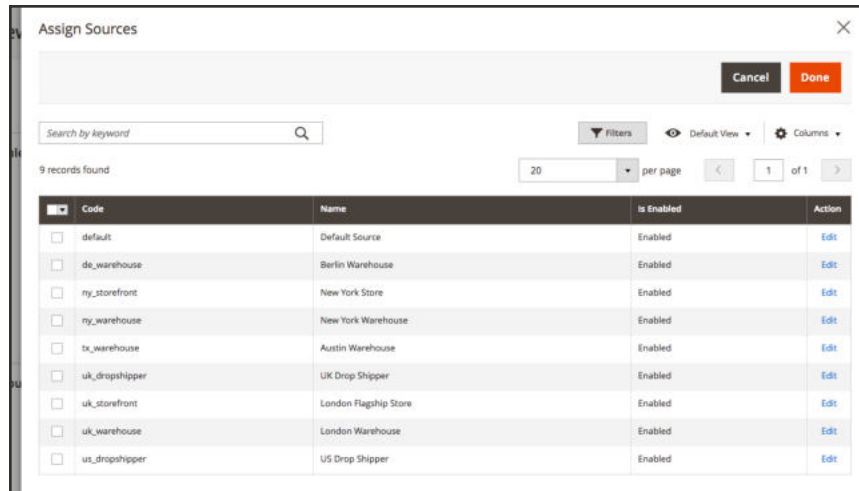 Assign Sources
Cancel
Done
Search by keyword
Filters
Default View
Columns
9 records found
20
per page
1
of 1
Code Name Is Enabled Action
default Default Source Enabled Edit
de_warehouse Berlin Warehouse Enabled Edit
ny_storefront New York Store Enabled Edit
ny_warehouse New York Warehouse Enabled Edit
tx_warehouse Austin Warehouse Enabled Edit
uk_dropshipper UK Drop Shipper Enabled Edit
uk_storefront London Flagship Store Enabled Edit
uk_warehouse London Warehouse Enabled Edit
us_dropshipper US Drop Shipper Enabled Edit